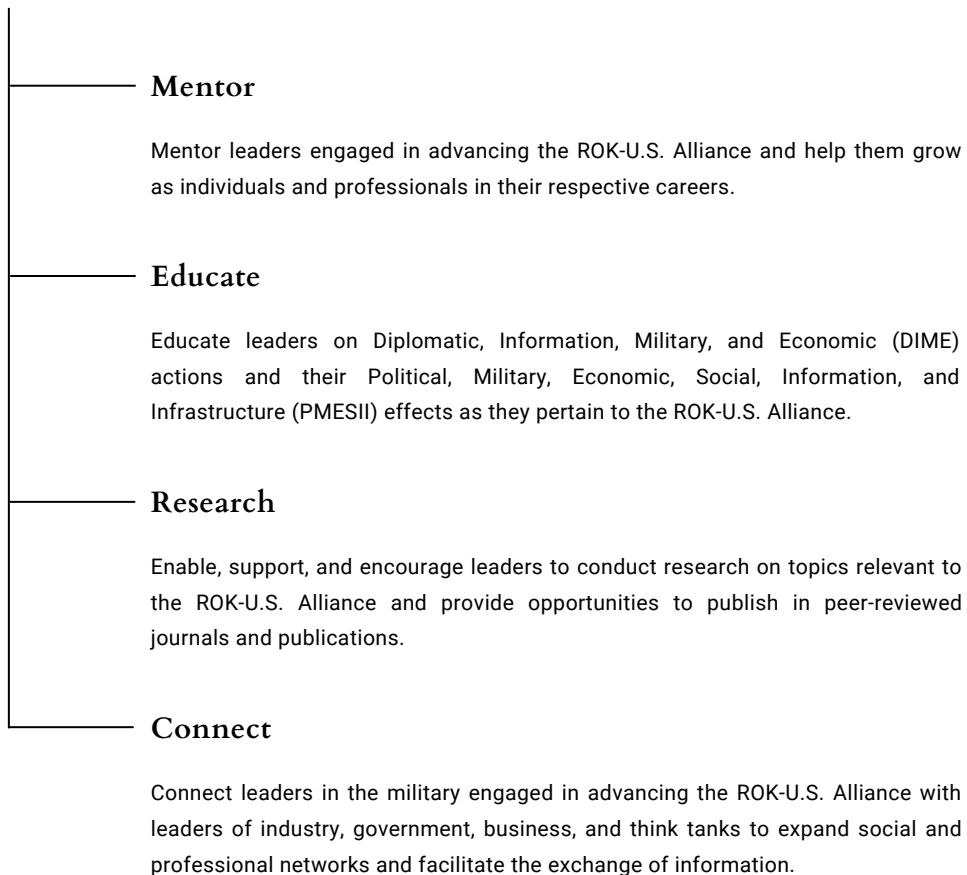 Mentor
Mentor leaders engaged in advancing the ROK-U.S. Alliance and help them grow
as individuals and professionals in their respective careers.
Educate
Educate leaders on Diplomatic, Information, Military, and Economic (DIME)
actions and their Political, Military, Economic, Social, Information, and
Infrastructure (PMESII) effects as they pertain to the ROK-U.S. Alliance.
Research
Enable, support, and encourage leaders to conduct research on topics relevant to
the ROK-U.S. Alliance and provide opportunities to publish in peer-reviewed
journals and publications.
Connect
Connect leaders in the military engaged in advancing the ROK-U.S. Alliance with
leaders of industry, government, business, and think tanks to expand social and
professional networks and facilitate the exchange of information.